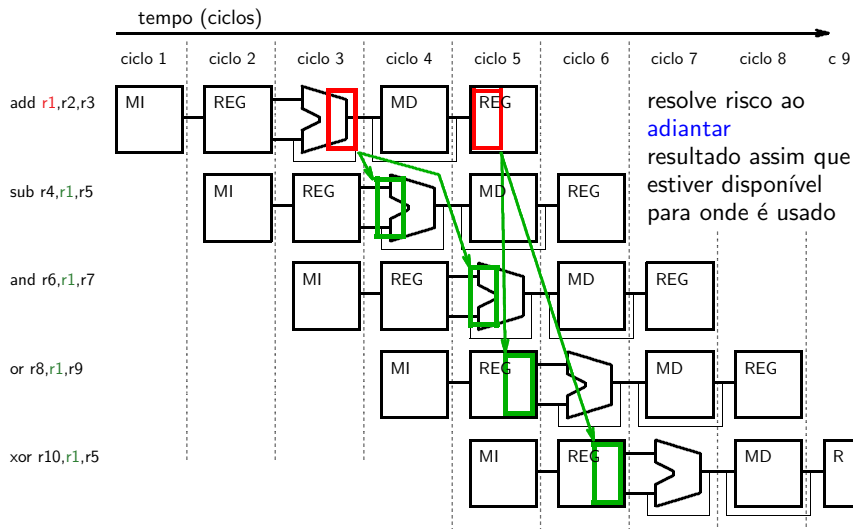 tempo (ciclos)
ciclo 1 ciclo 2 ciclo 3 ciclo 4 ciclo 5 ciclo 6 ciclo 7 ciclo 8 c 9
add r1,r2,r3 MI REG MD REG
resolve risco ao
adiantar
resultado assim que
estiver disponível
para onde é usado
sub r4,r1,r5 MI REG MD REG
and r6,r1,r7 MI REG MD REG
or r8,r1,r9 MI REG MD REG
xor r10,r1,r5 MI REG MD R